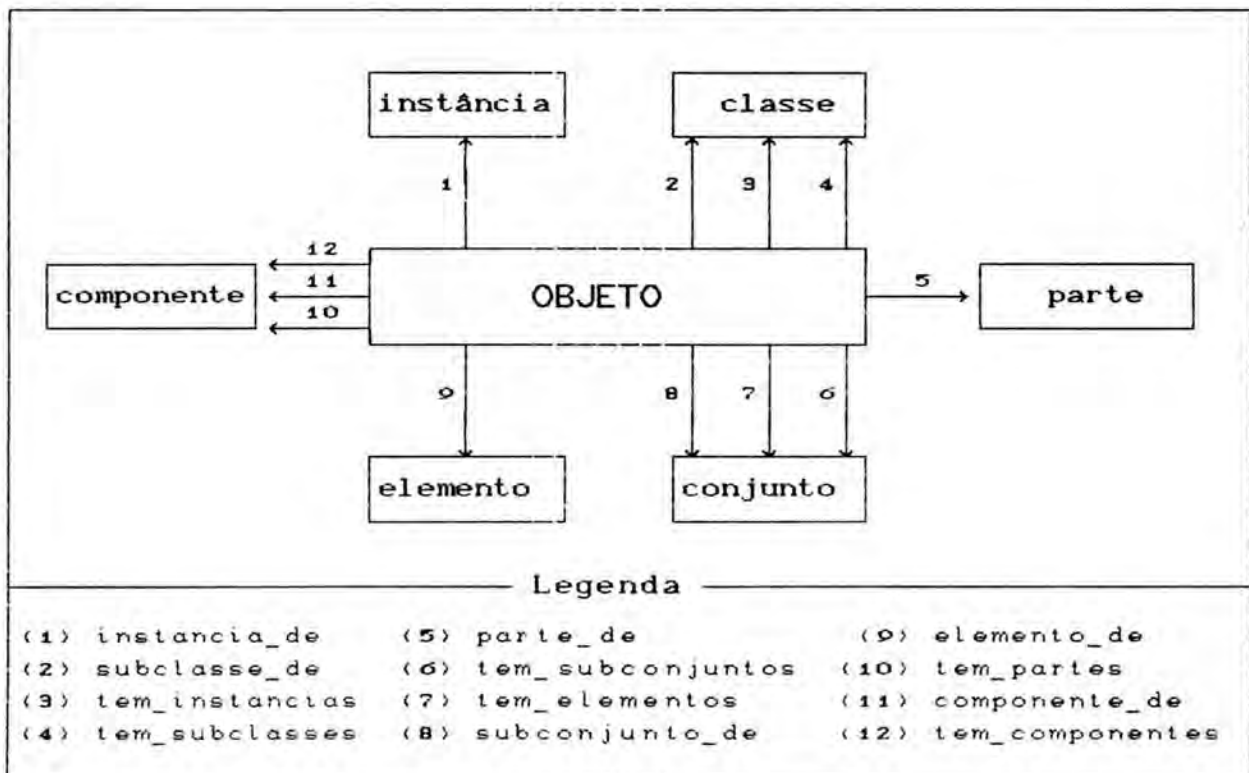 instância classe
1 2 3 4
12
componente 11 OBJETO 5 parte
10
9 8 7 6
elemento conjunto
Legenda
(1) instancia_de (5) parte_de (9) elemento_de
(2) subclasse_de (6) tem_subconjuntos (10) tem_partes
(3) tem_instancias (7) tem_elementos (11) componente_de
(4) tem_subclasses (8) subconjunto_de (12) tem_componentes